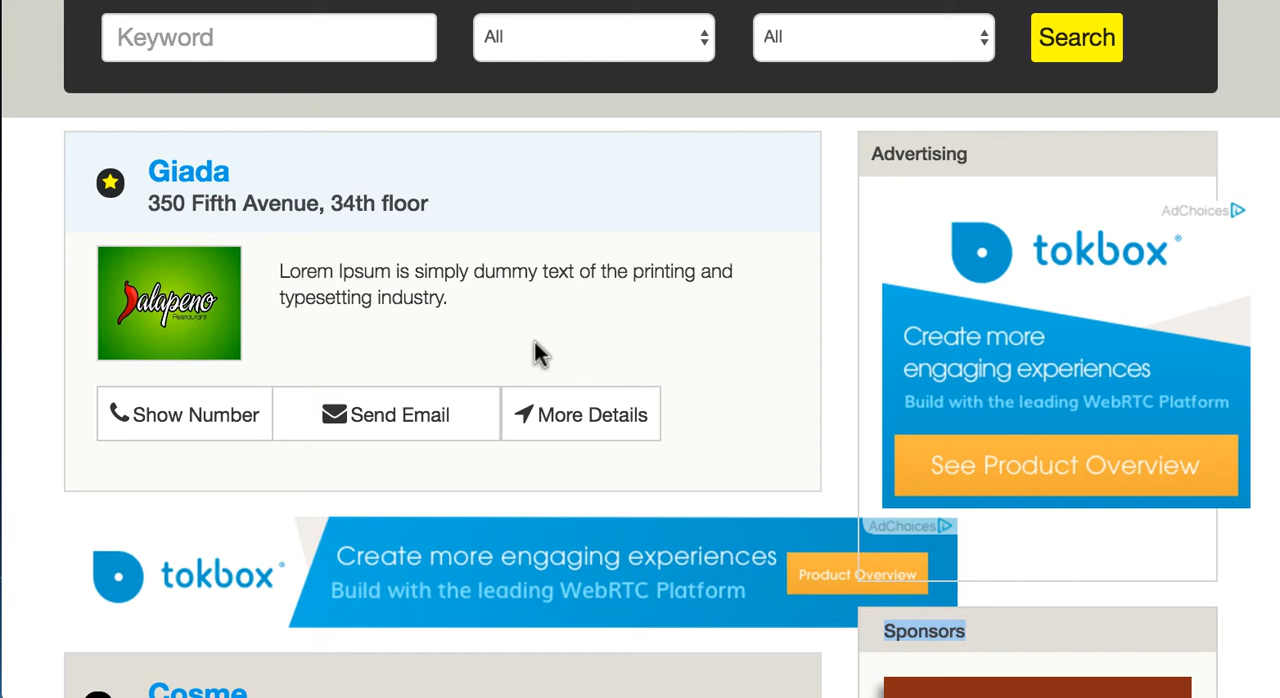 Keyword
All
All
Search
Giada
350 Fifth Avenue, 34th floor
Jalapeno
Restaurant
Lorem Ipsum is simply dummy text of the printing and
typesetting industry.
Show Number
Send Email
More Details
Advertising
AdChoices
tokbox®
Create more
engaging experiences
Build with the leading WebRTC Platform
See Product Overview
tokbox®
Create more engaging experiences
Build with the leading WebRTC Platform
AdChoices
Product Overview
Sponsors
Cosme